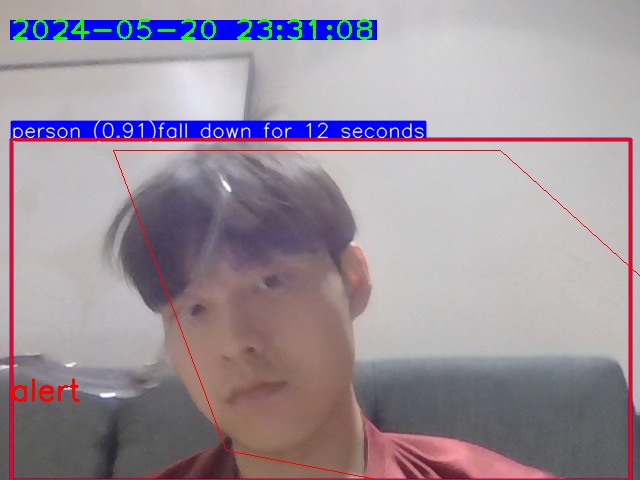 2024-05-20 23:31:08
person (0.91)fall down for 12 seconds
alert